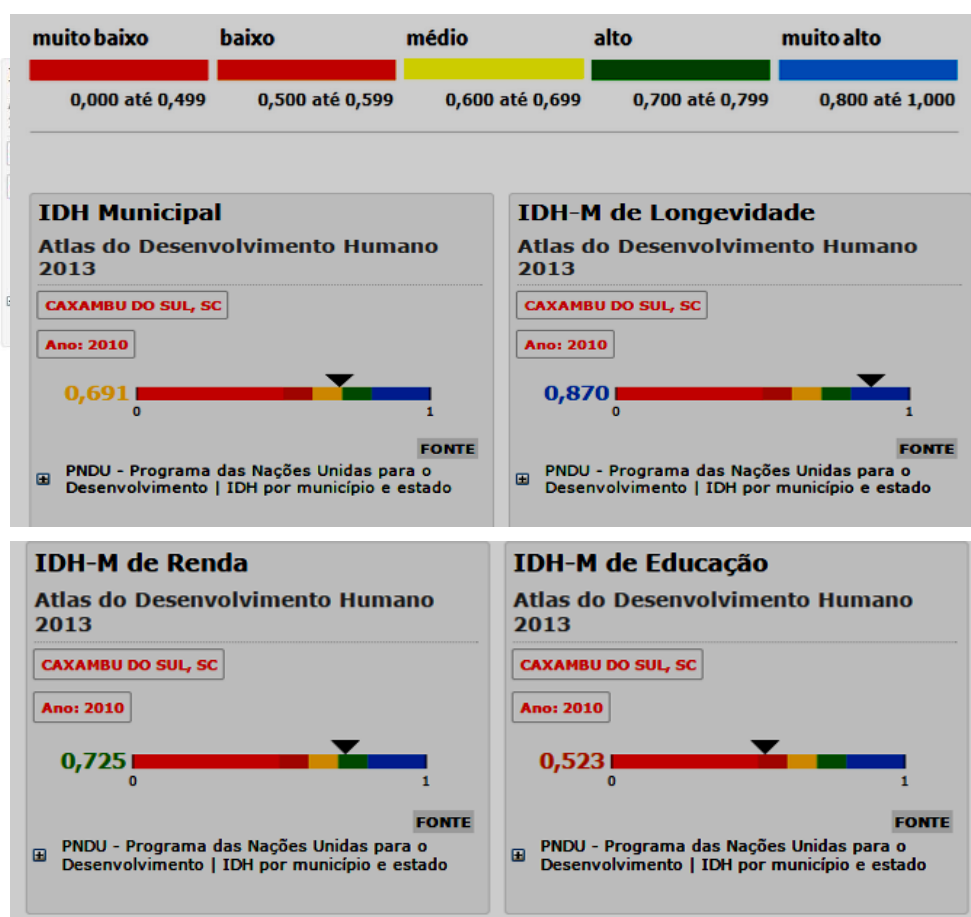 muito baixo baixo médio alto muito alto
0,000 até 0,499 0,500 até 0,599 0,600 até 0,699 0,700 até 0,799 0,800 até 1,000
IDH Municipal
Atlas do Desenvolvimento Humano
2013
CAXAMBU DO SUL, SC
Ano: 2010
0,691
0 1
FONTE
PNDU - Programa das Nações Unidas para o
Desenvolvimento | IDH por município e estado
IDH-M de Longevidade
Atlas do Desenvolvimento Humano
2013
CAXAMBU DO SUL, SC
Ano: 2010
0,870
0 1
FONTE
PNDU - Programa das Nações Unidas para o
Desenvolvimento | IDH por município e estado
IDH-M de Renda
Atlas do Desenvolvimento Humano
2013
CAXAMBU DO SUL, SC
Ano: 2010
0,725
0 1
FONTE
PNDU - Programa das Nações Unidas para o
Desenvolvimento | IDH por município e estado
IDH-M de Educação
Atlas do Desenvolvimento Humano
2013
CAXAMBU DO SUL, SC
Ano: 2010
0,523
0 1
FONTE
PNDU - Programa das Nações Unidas para o
Desenvolvimento | IDH por município e estado